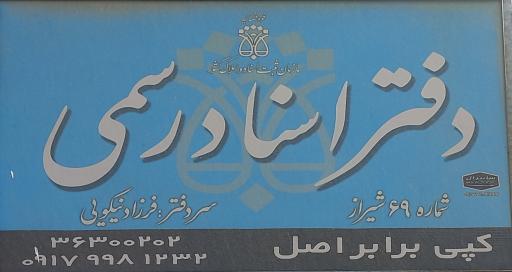 سازمان ثبت اسناد و املاک کشور
دفتر اسناد رسمی
شماره ۶۹ شیراز
سردفتر: فرزاد نیکویی
کپی برابر اصل
۳۶۳۰۰۲۰۲
۰۹۱۷ ۹۹۸ ۱۲۳۲